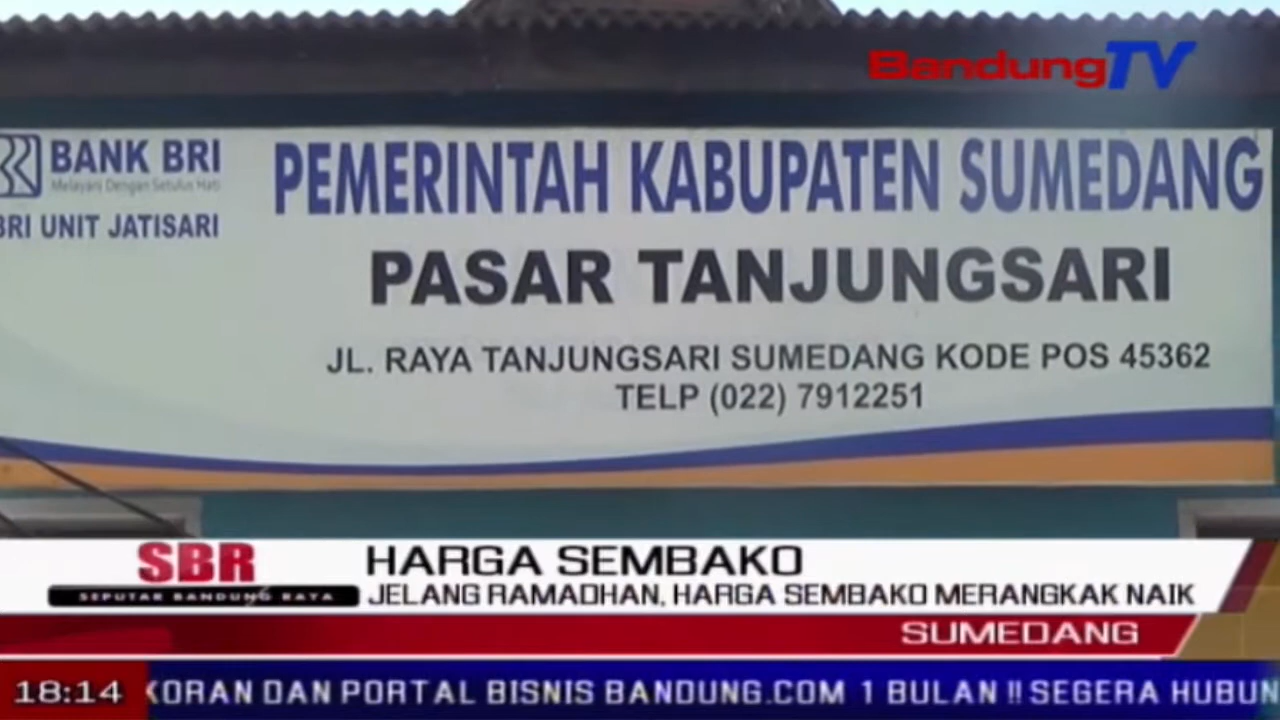 BandungTV
BANK BRI
Melayani Dengan Setulus Hati
BRI UNIT JATISARI
PEMERINTAH KABUPATEN SUMEDANG
PASAR TANJUNGSARI
JL. RAYA TANJUNGSARI SUMEDANG KODE POS 45362
TELP (022) 7912251
SBR
SEPUTAR BANDUNG RAYA
HARGA SEMBAKO
JELANG RAMADHAN, HARGA SEMBAKO MERANGKAK NAIK
SUMEDANG
18:14 KORAN DAN PORTAL BISNIS BANDUNG.COM 1 BULAN !! SEGERA HUBUN